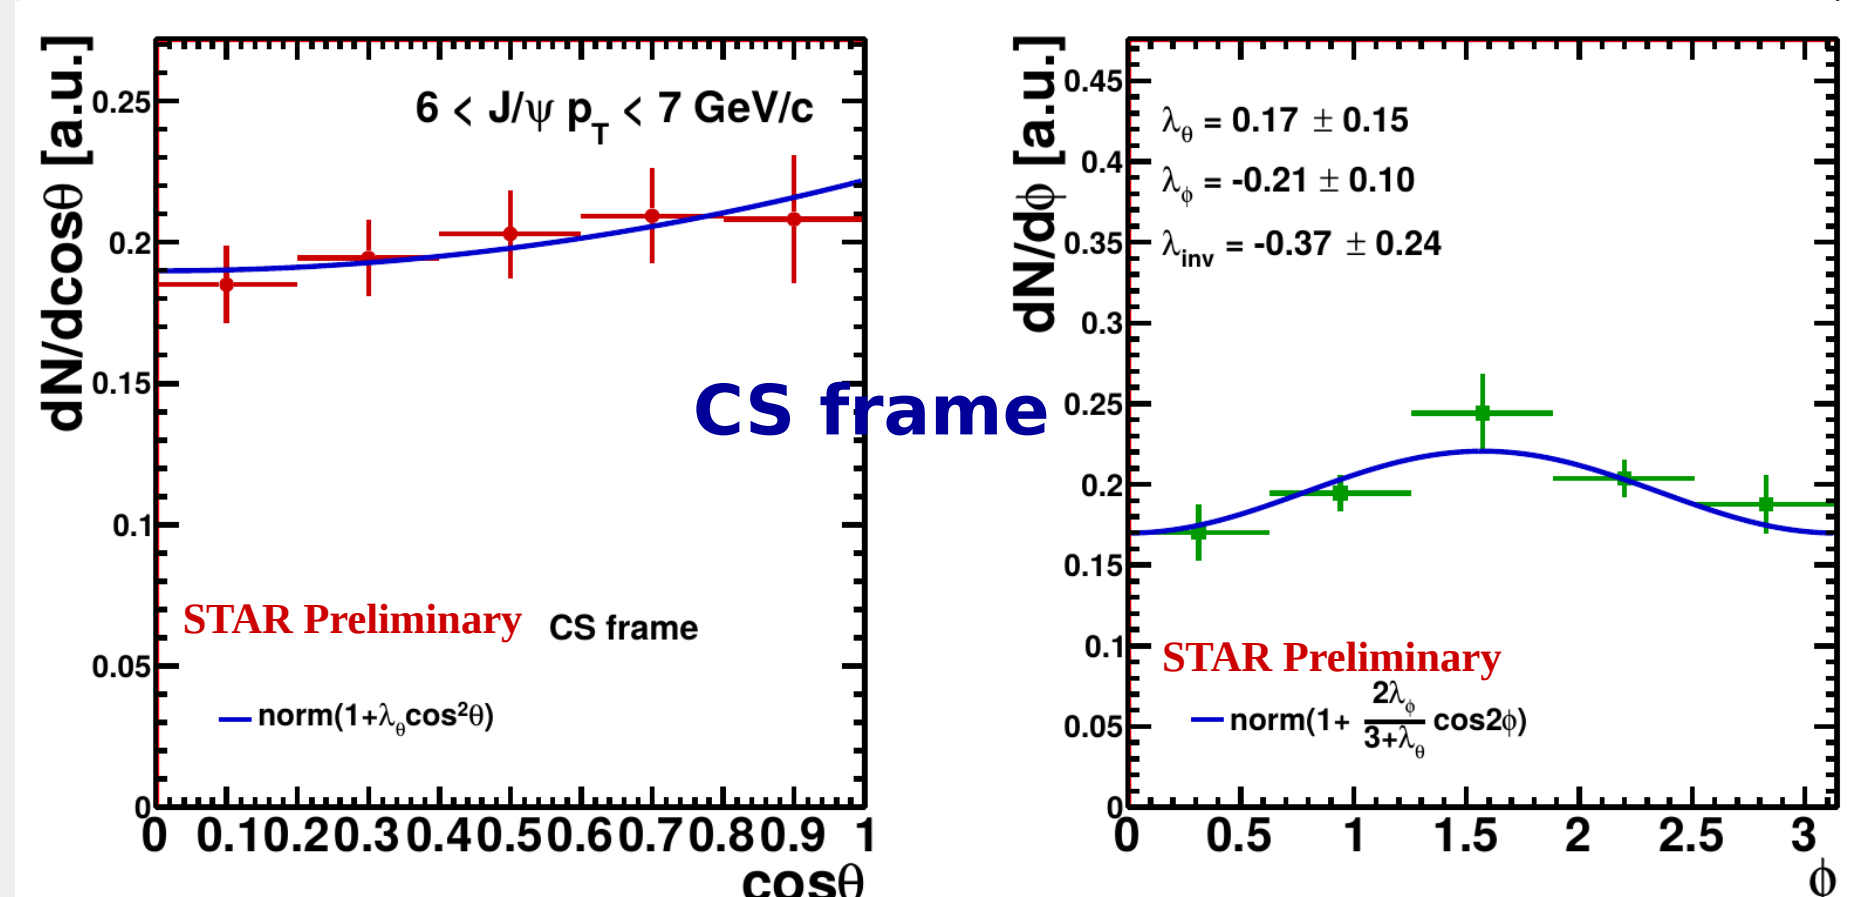 dN/dcosθ [a.u.]
6 < J/ψ p_T < 7 GeV/c
0.25
0.2
0.15
0.1
0.05
0
STAR Preliminary
CS frame
norm(1+λ_θcos²θ)
0 0.1 0.2 0.3 0.4 0.5 0.6 0.7 0.8 0.9 1
cosθ
CS frame
dN/dϕ [a.u.]
λ_θ = 0.17 ± 0.15
λ_ϕ = -0.21 ± 0.10
λ_inv = -0.37 ± 0.24
0.45
0.4
0.35
0.3
0.25
0.2
0.15
0.1
0.05
0
STAR Preliminary
norm(1+ 2λ_ϕ/3+λ_θ cos2ϕ)
0 0.5 1 1.5 2 2.5 3
ϕ